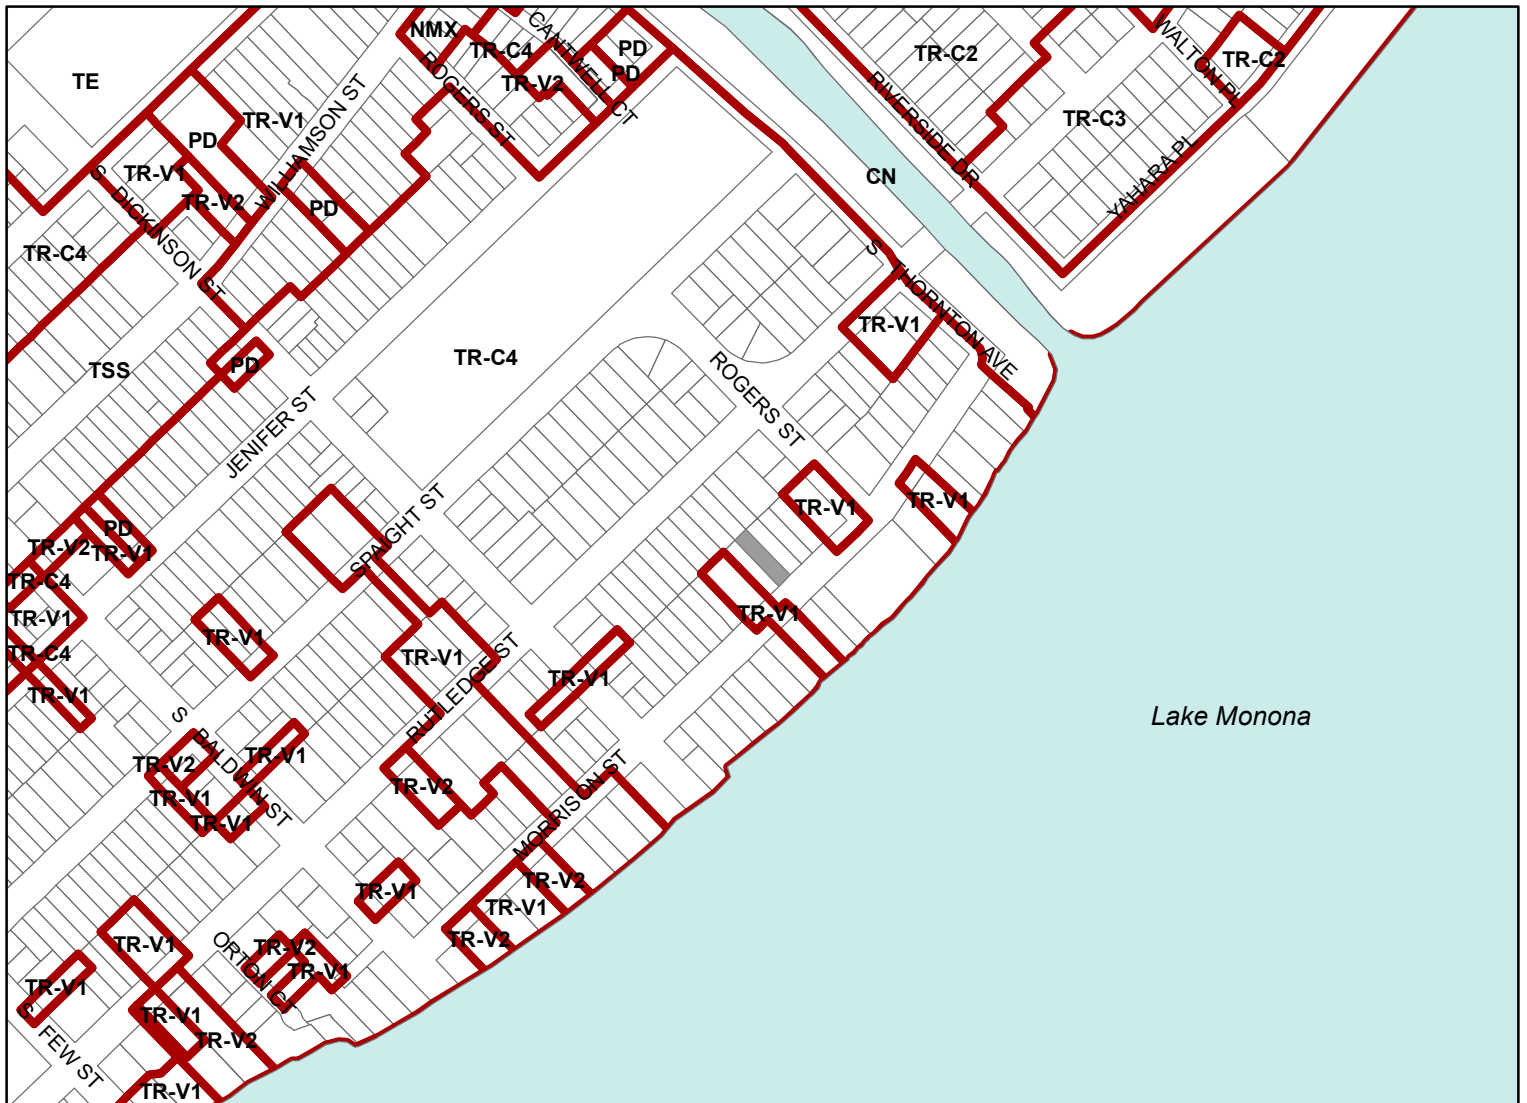 NMX
CANTWELL CT
TR-C4
PD
TR-C2
WALTON PL
TR-C2
TE
PD
TR-V2
ROGERS ST
RIVERSIDE DR
TR-C3
TR-V1
WILLIAMSON ST
PD
TR-V1
S DICKINSON ST
TR-V2
PD
CN
YAHARA PL
TR-C4
S THORNTON AVE
TR-V1
TR-C4
TSS
PD
ROGERS ST
JENIFER ST
TR-V1
TR-V1
PD
SPAIGHT ST
TR-V2
TR-V1
TR-C4
TR-V1
TR-V1
TR-V1
TR-C4
TR-V1
RUTLEDGE ST
TR-V1
TR-V1
Lake Monona
S BALDWIN ST
TR-V1
TR-V2
TR-V2
TR-V1
TR-V1
MORRISON ST
TR-V1
TR-V2
TR-V1
TR-V2
TR-V1
ORTON CT
TR-V2
TR-V1
TR-V1
TR-V1
TR-V2
S FEW ST
TR-V1